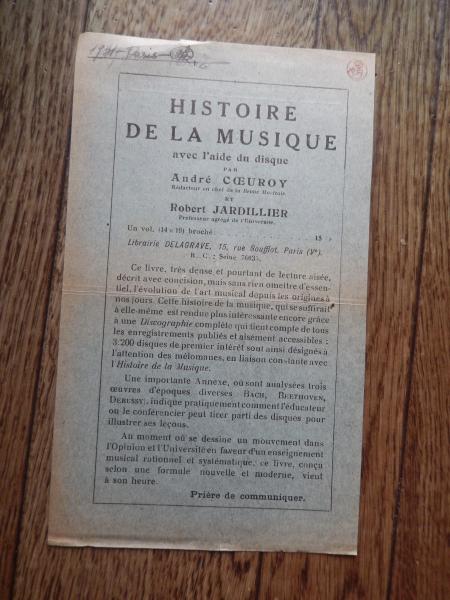 Paris
HISTOIRE
DE LA MUSIQUE
avec l'aide du disque
PAR
André CŒUROY
Rédacteur en chef de la Revue Musicale
ET
Robert JARDILLIER
Professeur agrégé de l'Université.
Un vol. (14 × 19) broché . . . . . 15 »
Librairie DELAGRAVE, 15, rue Soufflot, Paris (Ve).
R. C. : Seine
Ce livre, très dense et pourtant de lecture aisée,
décrit avec concision, mais sans rien omettre d'essen-
tiel, l'évolution de l'art musical depuis les origines à
nos jours. Cette histoire de la musique, qui se suffirait
à elle-même est rendue plus intéressante encore grâce
à une Discographie complète qui tient compte de tous
les enregistrements publiés et aisément accessibles :
3.200 disques de premier intérêt sont ainsi désignés à
l'attention des mélomanes, en liaison constante avec
l'Histoire de la Musique.
Une importante Annexe, où sont analysées trois
œuvres d'époques diverses BACH, BEETHOVEN,
DEBUSSY, indique pratiquement comment l'éducateur
ou le conférencier peut tirer parti des disques pour
illustrer ses leçons.
Au moment où se dessine un mouvement dans
l'Opinion et l'Université en faveur d'un enseignement
musical rationnel et systématique, ce livre, conçu
selon une formule nouvelle et moderne, vient
à son heure.
Prière de communiquer.